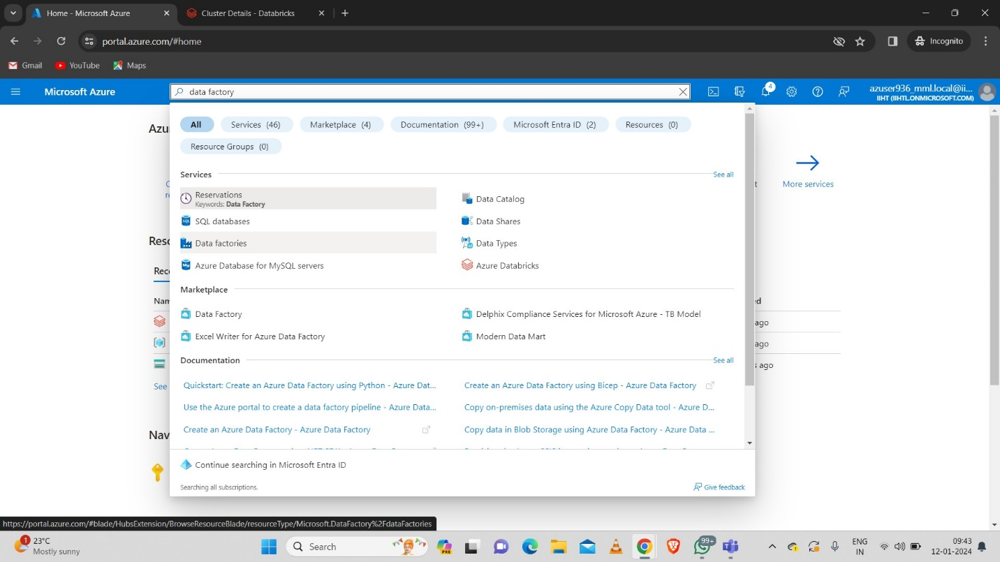 Home - Microsoft Azure
Cluster Details - Databricks
portal.azure.com/#home
Incognito
Gmail
YouTube
Maps
Microsoft Azure
data factory
4
azuser936_mml.local@ii...
IIHT (IIHTL.ONMICROSOFT.COM)
All
Services (46)
Marketplace (4)
Documentation (99+)
Microsoft Entra ID (2)
Resources (0)
Resource Groups (0)
Azu
Services
See all
Reservations
Keywords: Data Factory
Data Catalog
More services
SQL databases
Data Shares
Data factories
Data Types
Azure Database for MySQL servers
Azure Databricks
Marketplace
Data Factory
Delphix Compliance Services for Microsoft Azure - TB Model
ago
Excel Writer for Azure Data Factory
Modern Data Mart
ago
Documentation
See all
s ago
Quickstart: Create an Azure Data Factory using Python - Azure Dat...
Create an Azure Data Factory using Bicep - Azure Data Factory
See
Use the Azure portal to create a data factory pipeline - Azure Data...
Copy on-premises data using the Azure Copy Data tool - Azure D...
Create an Azure Data Factory - Azure Data Factory
Copy data in Blob Storage using Azure Data Factory - Azure Data ...
Nav
Continue searching in Microsoft Entra ID
Searching all subscriptions.
Give feedback
https://portal.azure.com/#blade/HubsExtension/BrowseResourceBlade/resourceType/Microsoft.DataFactory%2FdataFactories
1
23°C
Mostly sunny
Search
PRE
99+
ENG
IN
09:43
12-01-2024